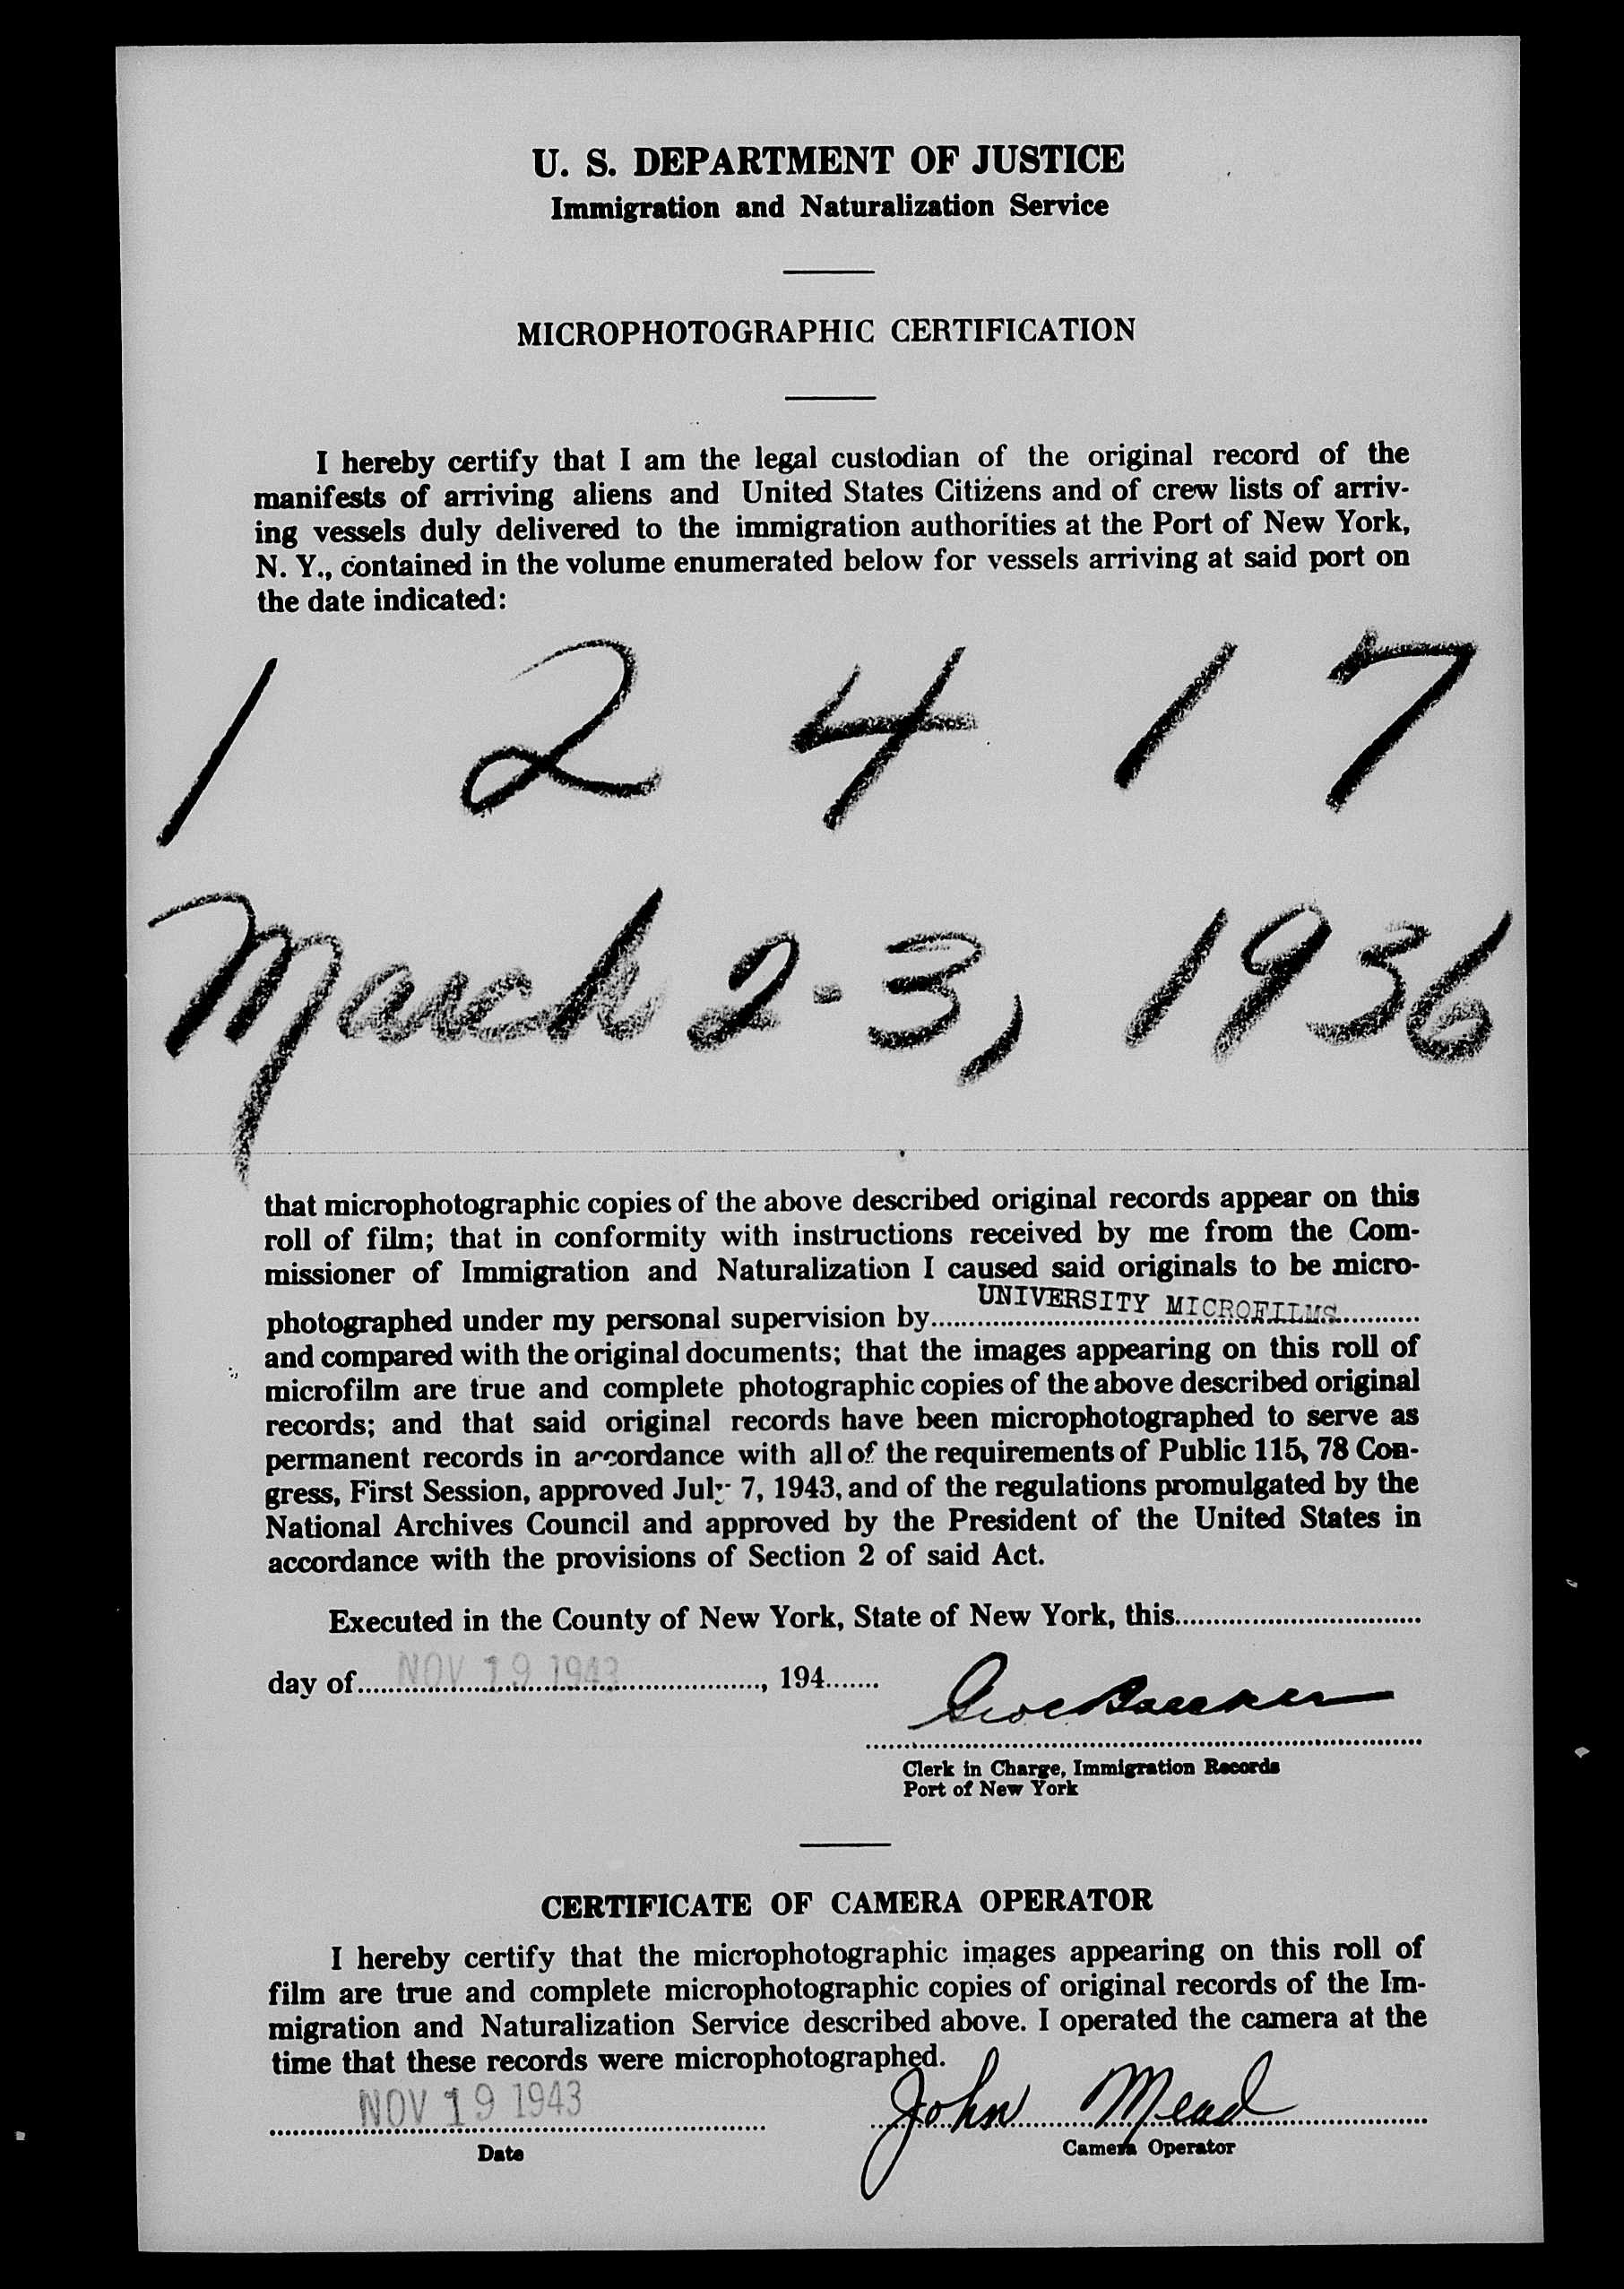 U. S. DEPARTMENT OF JUSTICE
Immigration and Naturalization Service
MICROPHOTOGRAPHIC CERTIFICATION
I hereby certify that I am the legal custodian of the original record of the
manifests of arriving aliens and United States Citizens and of crew lists of arriv-
ing vessels duly delivered to the immigration authorities at the Port of New York,
N. Y., contained in the volume enumerated below for vessels arriving at said port on
the date indicated:
1 2 4 1 7
March 2-3, 1936
that microphotographic copies of the above described original records appear on this
roll of film; that in conformity with instructions received by me from the Com-
missioner of Immigration and Naturalization I caused said originals to be micro-
photographed under my personal supervision by UNIVERSITY MICROFILMS
and compared with the original documents; that the images appearing on this roll of
microfilm are true and complete photographic copies of the above described original
records; and that said original records have been microphotographed to serve as
permanent records in accordance with all of the requirements of Public 115, 78 Con-
gress, First Session, approved July 7, 1943, and of the regulations promulgated by the
National Archives Council and approved by the President of the United States in
accordance with the provisions of Section 2 of said Act.
Executed in the County of New York, State of New York, this
day of NOV 19 1943, 194
Clerk in Charge, Immigration Records
Port of New York
CERTIFICATE OF CAMERA OPERATOR
I hereby certify that the microphotographic images appearing on this roll of
film are true and complete microphotographic copies of original records of the Im-
migration and Naturalization Service described above. I operated the camera at the
time that these records were microphotographed.
NOV 19 1943 John Mead
Date Camera Operator